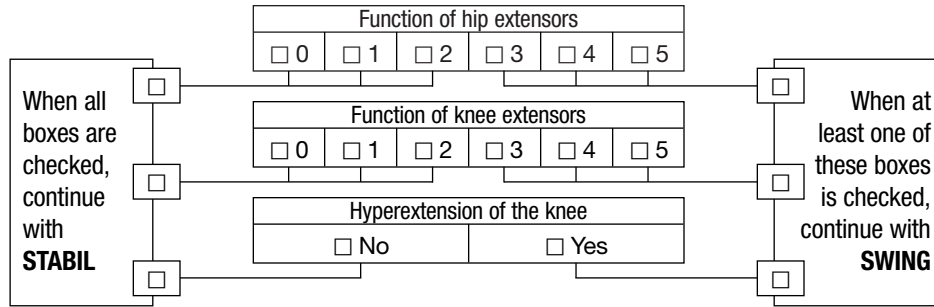 Function of hip extensors
☐ 0 ☐ 1 ☐ 2 ☐ 3 ☐ 4 ☐ 5
When all
boxes are
checked,
continue
with
STABIL
Function of knee extensors
☐ 0 ☐ 1 ☐ 2 ☐ 3 ☐ 4 ☐ 5
Hyperextension of the knee
☐ No ☐ Yes
When at
least one of
these boxes
is checked,
continue with
SWING